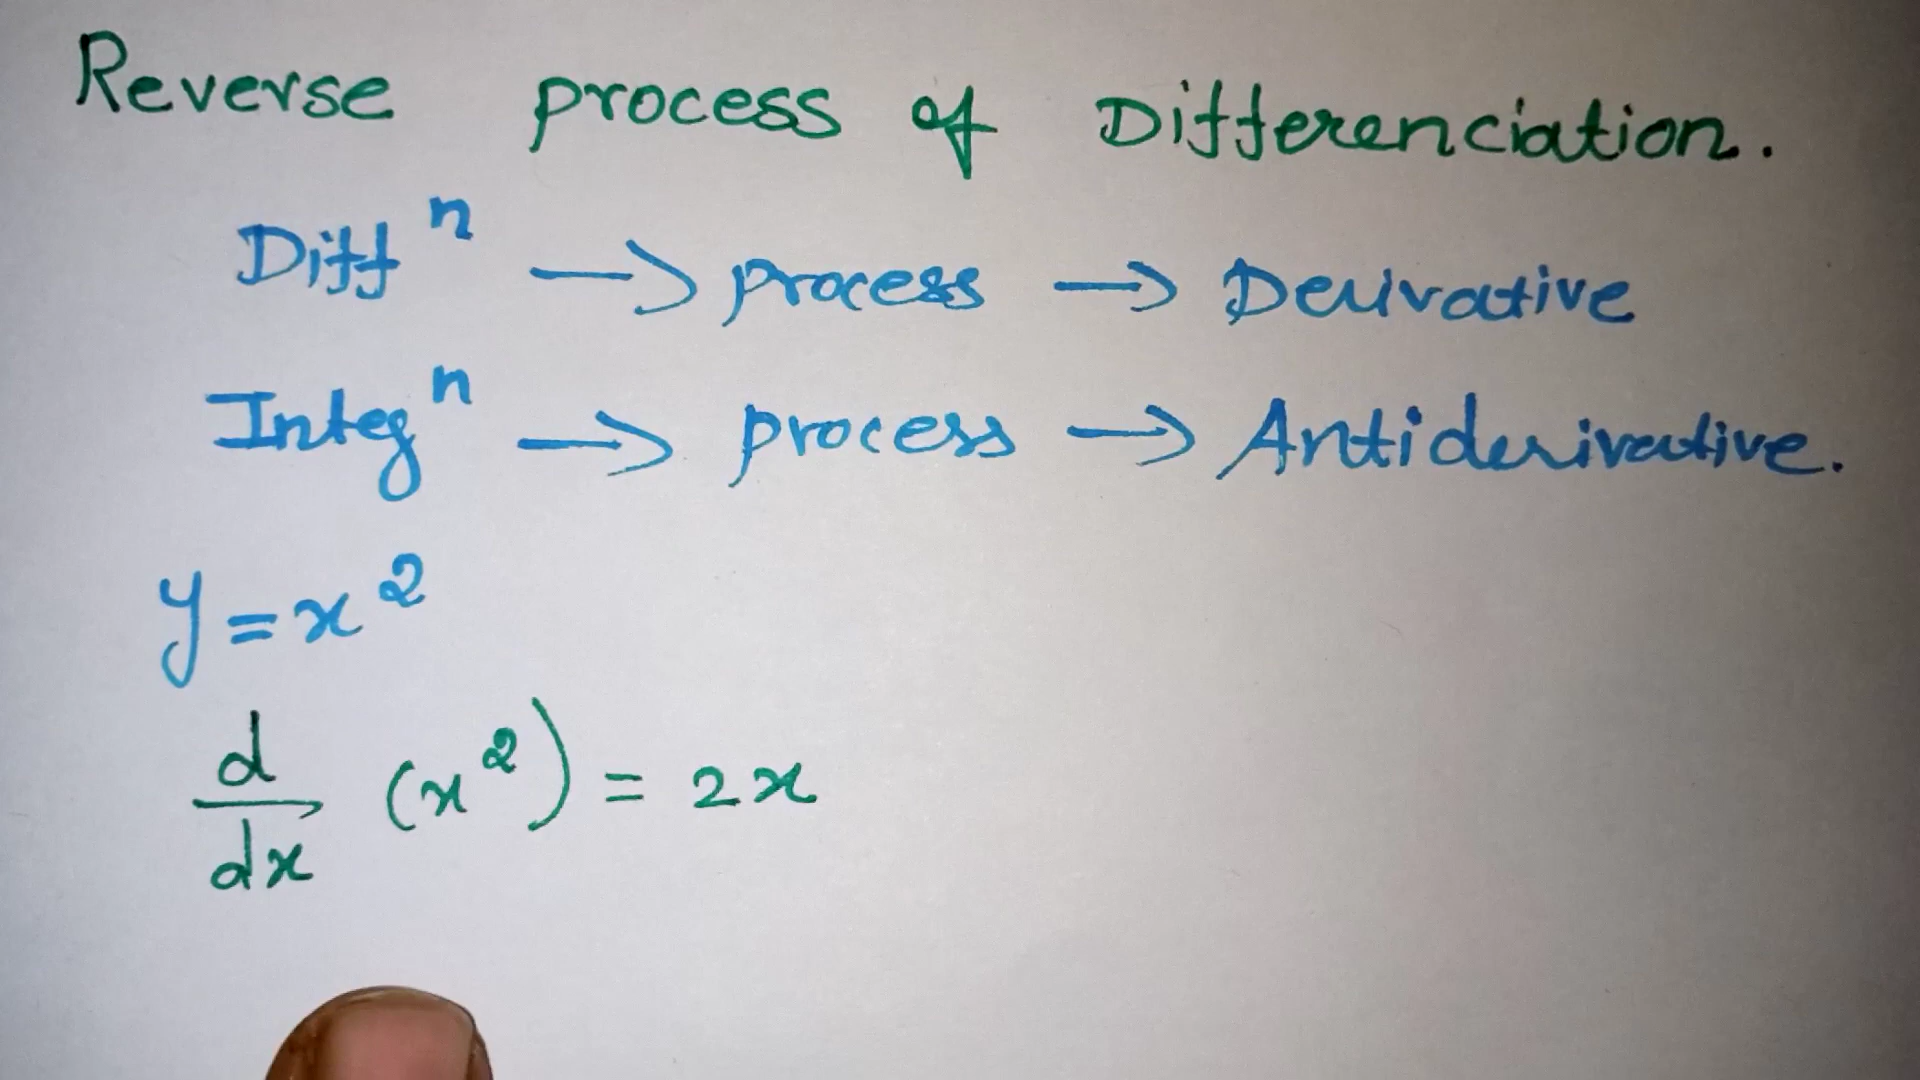 Reverse process of Differenciation.
Diffⁿ → process → Derivative
Integⁿ → process → Antiderivative.
y = x²
d/dx (x²) = 2x